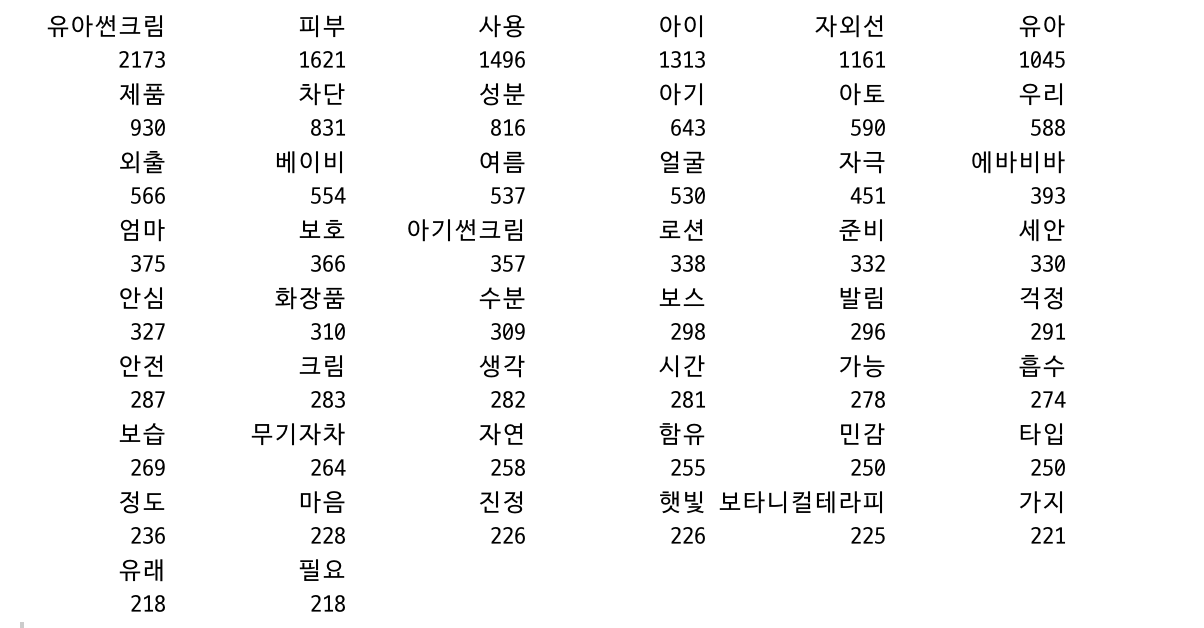 유아썬크림 피부 사용 아이 자외선 유아
2173 1621 1496 1313 1161 1045
제품 차단 성분 아기 아토 우리
930 831 816 643 590 588
외출 베이비 여름 얼굴 자극 에바비바
566 554 537 530 451 393
엄마 보호 아기썬크림 로션 준비 세안
375 366 357 338 332 330
안심 화장품 수분 보스 발림 걱정
327 310 309 298 296 291
안전 크림 생각 시간 가능 흡수
287 283 282 281 278 274
보습 무기자차 자연 함유 민감 타입
269 264 258 255 250 250
정도 마음 진정 햇빛 보타니컬테라피 가지
236 228 226 226 225 221
유래 필요
218 218